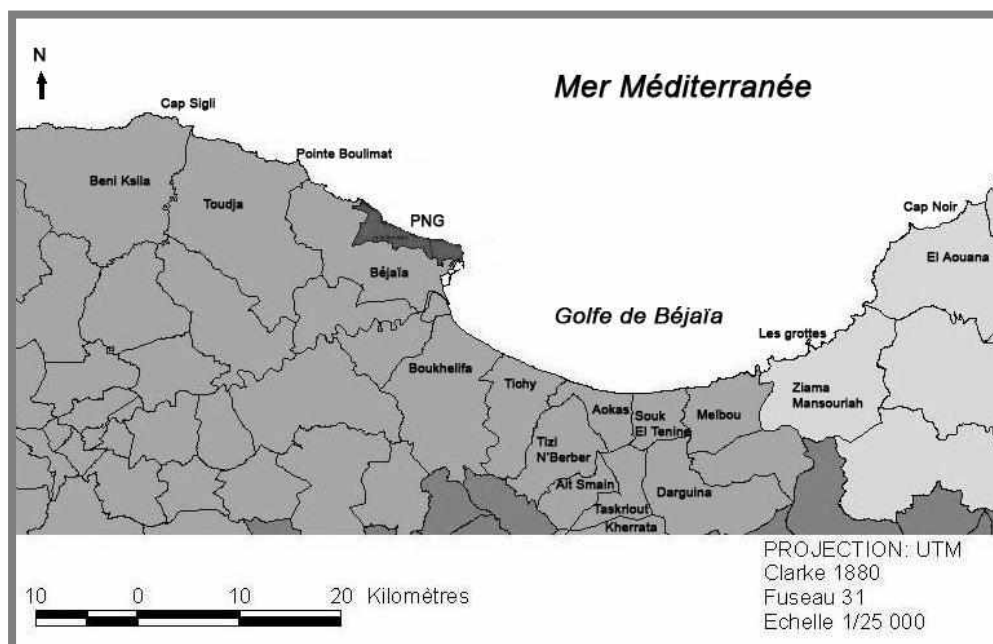 N
Mer Méditerranée
Cap Sigli
Pointe Boulimat
Beni Ksila
Toudja
PNG
Cap Noir
El Aouana
Béjaïa
Golfe de Béjaïa
Les grottes
Boukhelifa
Tichy
Ziama
Mansouriah
Aokas
Souk
El Tenine
Melbou
Tizi
N'Berber
Ait Smain
Darguina
Taskriout
Kherrata
PROJECTION: UTM
Clarke 1880
Fuseau 31
Echelle 1/25 000
10 0 10 20 Kilomètres